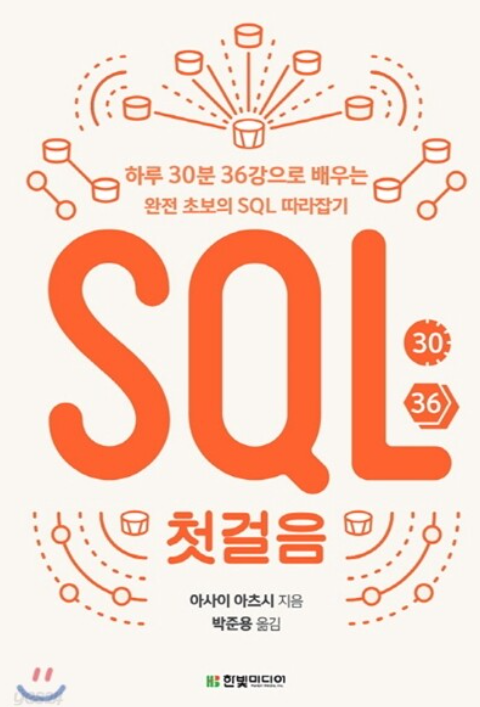 하루 30분 36강으로 배우는
완전 초보의 SQL 따라잡기
SQL
30
36
첫걸음
아사이 아츠시 지음
박준용 옮김
한빛미디어
yes24